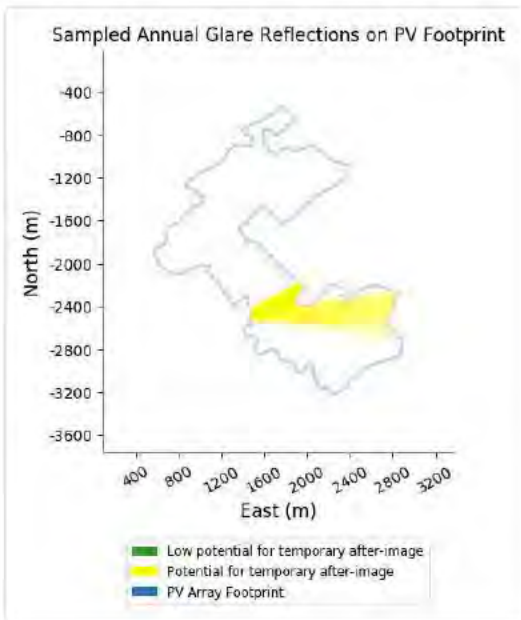 Sampled Annual Glare Reflections on PV Footprint
-400
-800
-1200
-1600
-2000
-2400
-2800
-3200
-3600
North (m)
400 800 1200 1600 2000 2400 2800 3200
East (m)
Low potential for temporary after-image
Potential for temporary after-image
PV Array Footprint